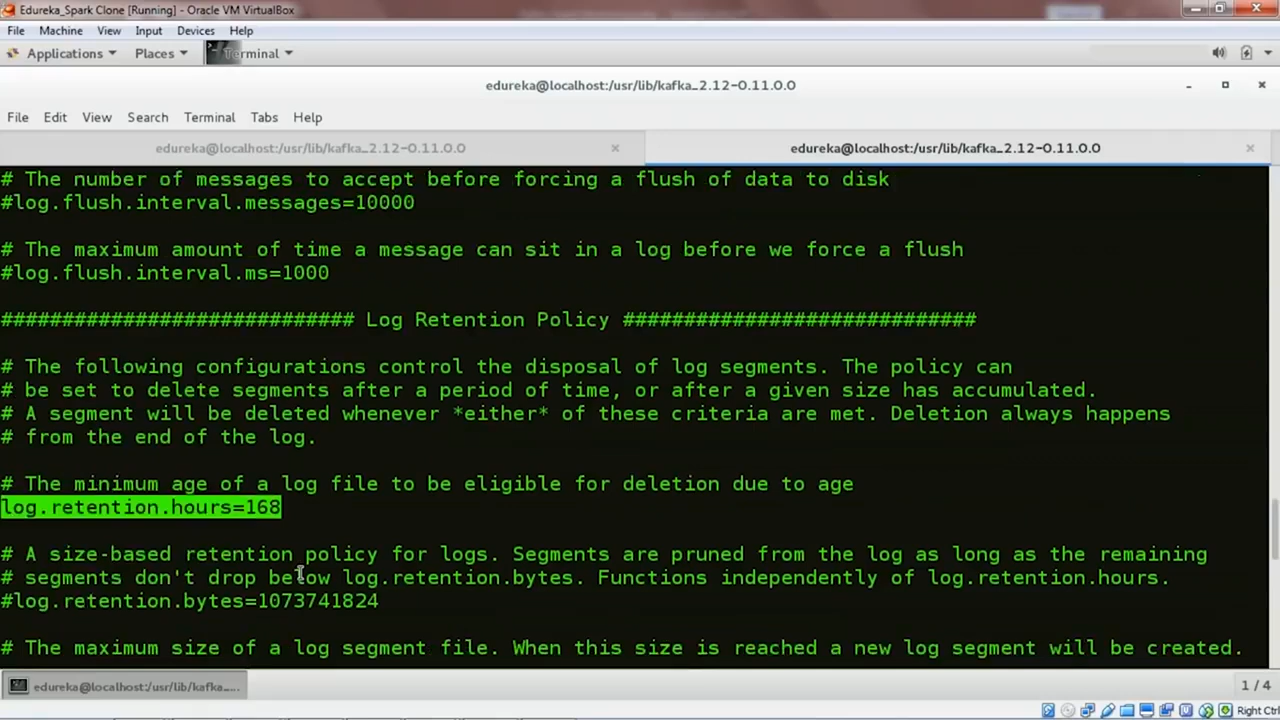 Edureka_Spark Clone [Running] - Oracle VM VirtualBox
File Machine View Input Devices Help
Applications Places Terminal
edureka@localhost:/usr/lib/kafka_2.12-0.11.0.0
File Edit View Search Terminal Tabs Help
edureka@localhost:/usr/lib/kafka_2.12-0.11.0.0 × edureka@localhost:/usr/lib/kafka_2.12-0.11.0.0 ×
# The number of messages to accept before forcing a flush of data to disk
#log.flush.interval.messages=10000
# The maximum amount of time a message can sit in a log before we force a flush
#log.flush.interval.ms=1000
############################# Log Retention Policy #############################
# The following configurations control the disposal of log segments. The policy can
# be set to delete segments after a period of time, or after a given size has accumulated.
# A segment will be deleted whenever *either* of these criteria are met. Deletion always happens
# from the end of the log.
# The minimum age of a log file to be eligible for deletion due to age
log.retention.hours=168
# A size-based retention policy for logs. Segments are pruned from the log as long as the remaining
# segments don't drop below log.retention.bytes. Functions independently of log.retention.hours.
#log.retention.bytes=1073741824
# The maximum size of a log segment file. When this size is reached a new log segment will be created.
edureka@localhost:/usr/lib/kafka_... 1 / 4
Right Ctrl